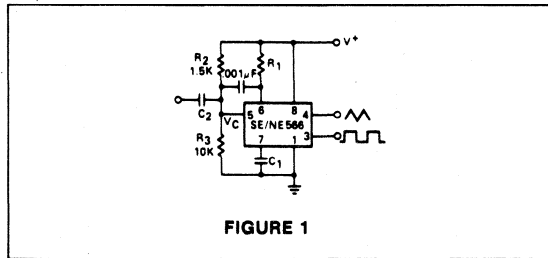 V+
R2
1.5K
.001µF
R1
C2
VC
5
6
8
SE/NE566
4
3
7
1
R3
10K
C1
FIGURE 1